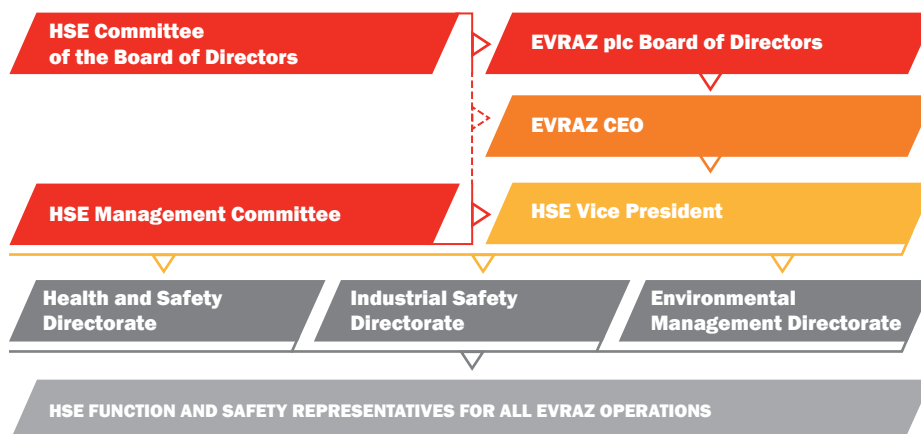 HSE Committee
of the Board of Directors
EVRAZ plc Board of Directors
EVRAZ CEO
HSE Management Committee
HSE Vice President
Health and Safety
Directorate
Industrial Safety
Directorate
Environmental
Management Directorate
HSE FUNCTION AND SAFETY REPRESENTATIVES FOR ALL EVRAZ OPERATIONS